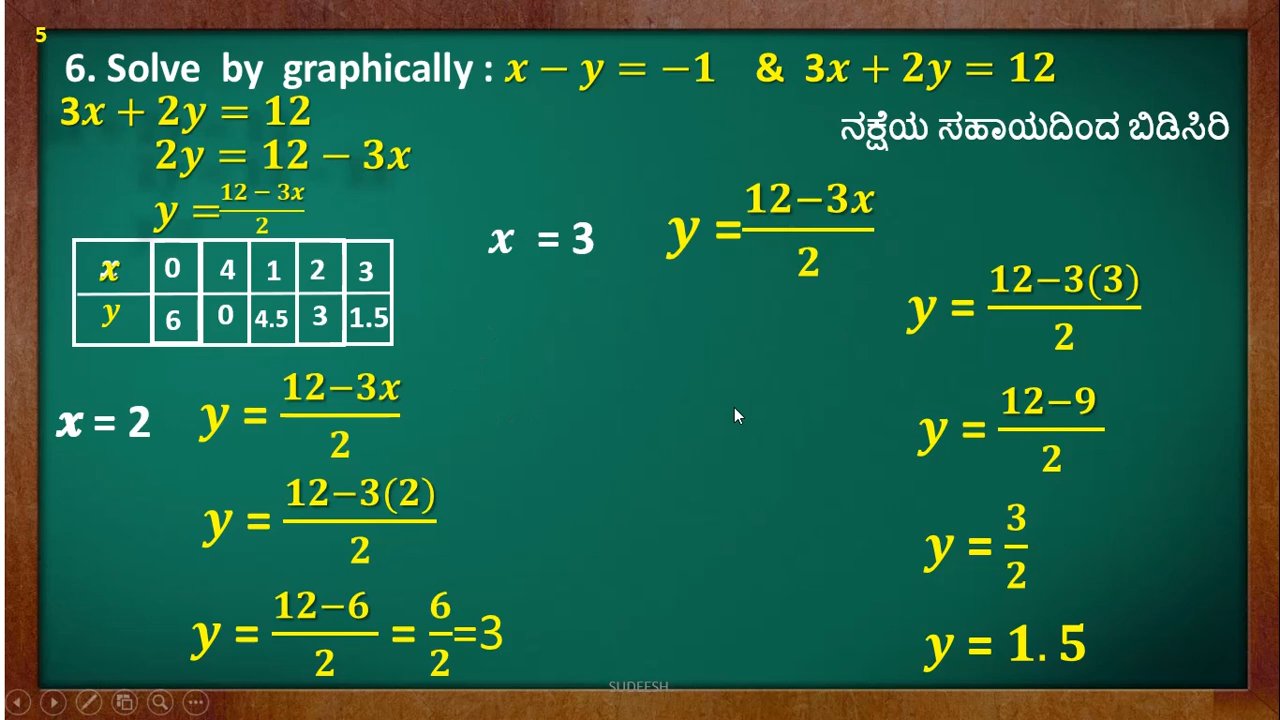 5
6. Solve by graphically : x − y = −1 & 3x + 2y = 12
3x + 2y = 12
ನಕ್ಷೆಯ ಸಹಾಯದಿಂದ ಬಿಡಿಸಿರಿ
2y = 12 − 3x
y = (12 − 3x)/2
x 0 4 1 2 3
y 6 0 4.5 3 1.5
x = 3 y = (12−3x)/2
y = (12−3(3))/2
y = (12−9)/2
y = 3/2
y = 1.5
x = 2 y = (12−3x)/2
y = (12−3(2))/2
y = (12−6)/2 = 6/2 =3
SUDEESH